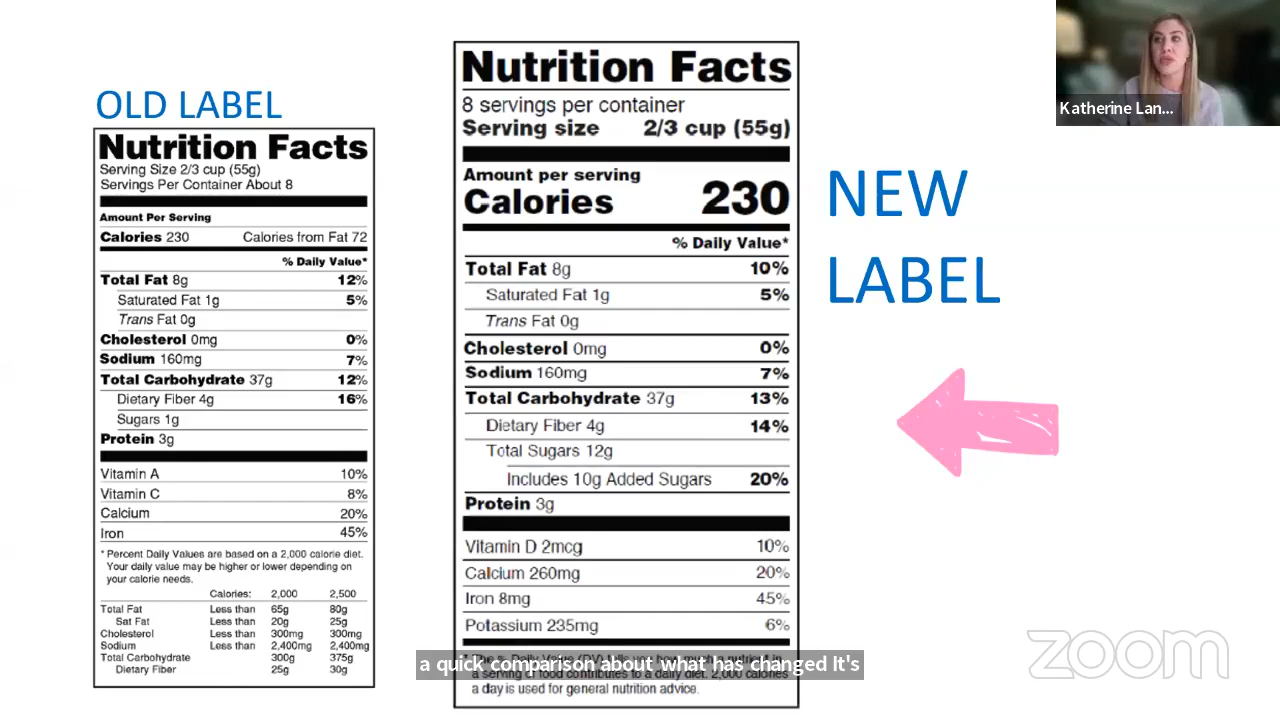 OLD LABEL
Nutrition Facts
Serving Size 2/3 cup (55g)
Servings Per Container About 8
Amount Per Serving
Calories 230 Calories from Fat 72
% Daily Value*
Total Fat 8g 12%
Saturated Fat 1g 5%
Trans Fat 0g
Cholesterol 0mg 0%
Sodium 160mg 7%
Total Carbohydrate 37g 12%
Dietary Fiber 4g 16%
Sugars 1g
Protein 3g
Vitamin A 10%
Vitamin C 8%
Calcium 20%
Iron 45%
* Percent Daily Values are based on a 2,000 calorie diet.
Your daily value may be higher or lower depending on
your calorie needs.
Calories: 2,000 2,500
Total Fat Less than 65g 80g
Sat Fat Less than 20g 25g
Cholesterol Less than 300mg 300mg
Sodium Less than 2,400mg 2,400mg
Total Carbohydrate 300g 375g
Dietary Fiber 25g 30g
Nutrition Facts
8 servings per container
Serving size 2/3 cup (55g)
Amount per serving
Calories 230
% Daily Value*
Total Fat 8g 10%
Saturated Fat 1g 5%
Trans Fat 0g
Cholesterol 0mg 0%
Sodium 160mg 7%
Total Carbohydrate 37g 13%
Dietary Fiber 4g 14%
Total Sugars 12g
Includes 10g Added Sugars 20%
Protein 3g
Vitamin D 2mcg 10%
Calcium 260mg 20%
Iron 8mg 45%
Potassium 235mg 6%
a serving of food contributes to a daily diet. 2,000 calories
a day is used for general nutrition advice.
NEW
LABEL
Katherine Lan...
a quick comparison about what has changed It's
zoom